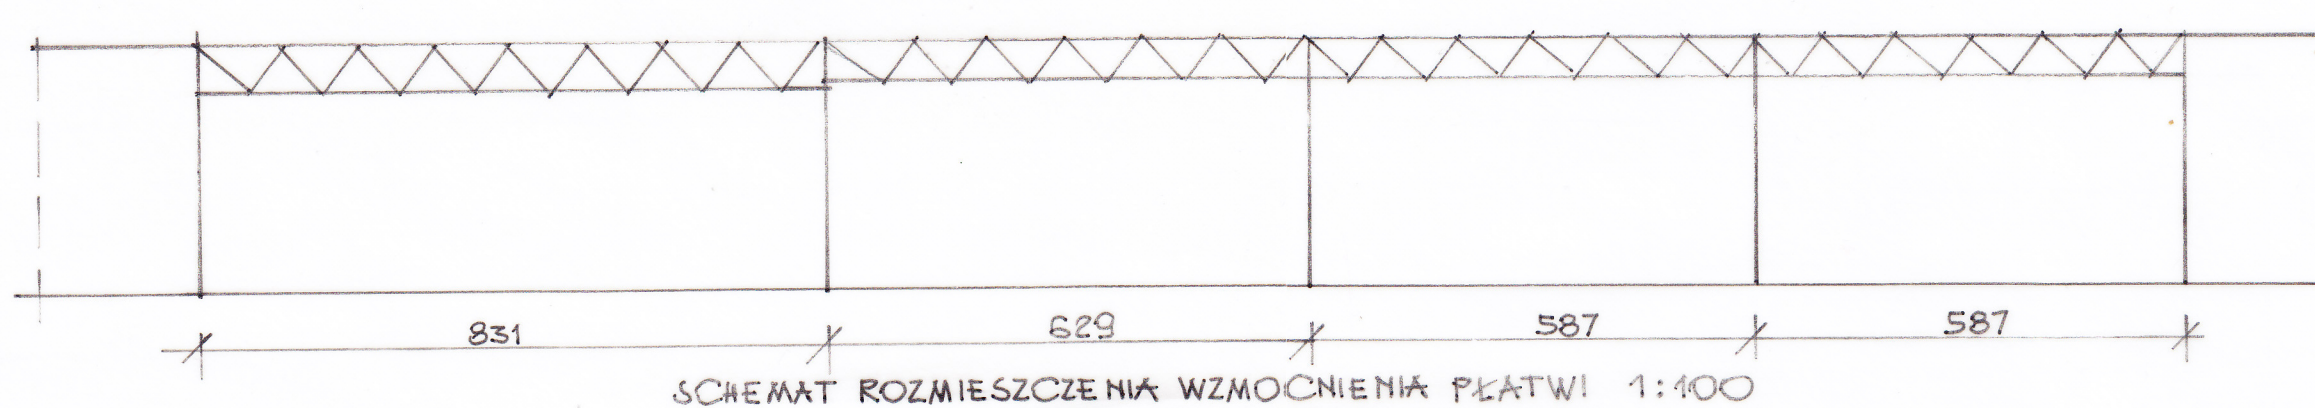 831 629 587 587
SCHEMAT ROZMIESZCZENIA WZMOCNIENIA PŁATWI 1:100